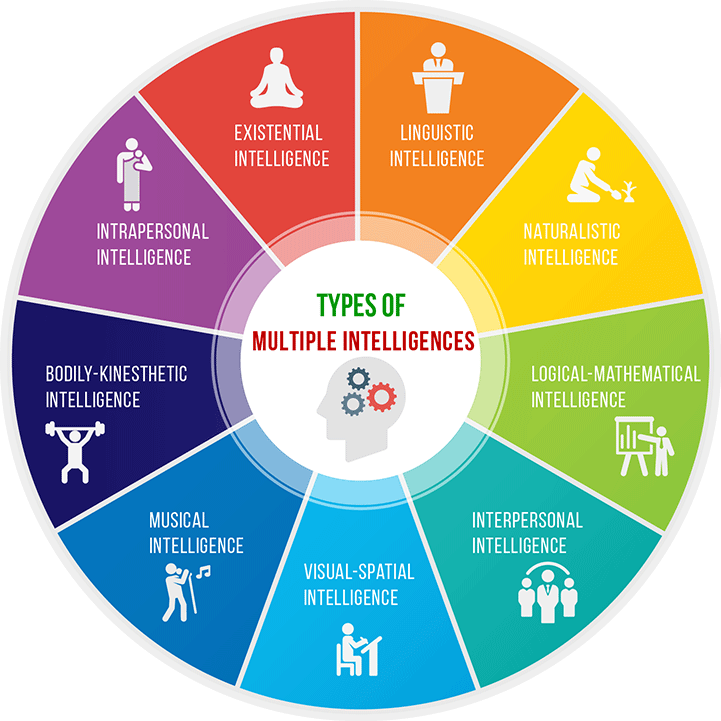 TYPES OF
MULTIPLE INTELLIGENCES
EXISTENTIAL
INTELLIGENCE
LINGUISTIC
INTELLIGENCE
NATURALISTIC
INTELLIGENCE
LOGICAL-MATHEMATICAL
INTELLIGENCE
INTERPERSONAL
INTELLIGENCE
VISUAL-SPATIAL
INTELLIGENCE
MUSICAL
INTELLIGENCE
BODILY-KINESTHETIC
INTELLIGENCE
INTRAPERSONAL
INTELLIGENCE